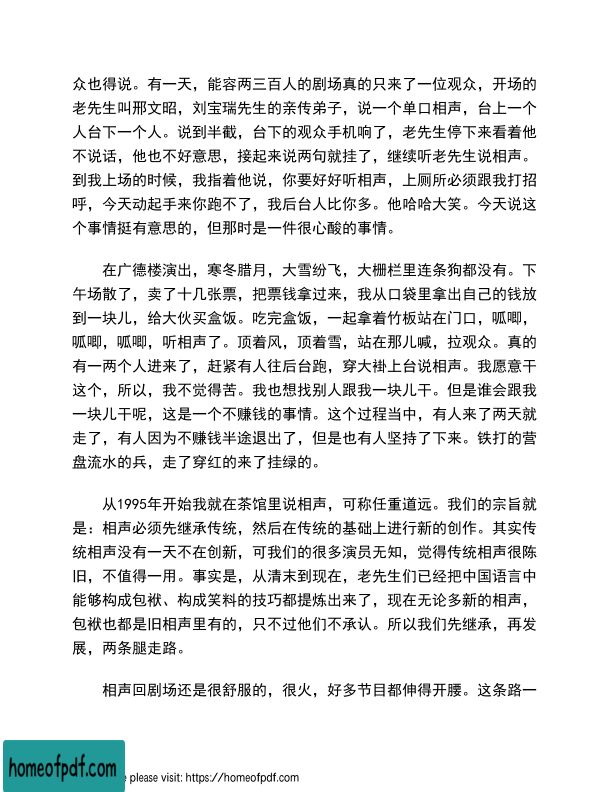 众也得说。有一天，能容两三百人的剧场真的只来了一位观众，开场的
老先生叫邢文昭，刘宝瑞先生的亲传弟子，说一个单口相声，台上一个
人台下一个人。说到半截，台下的观众手机响了，老先生停下来看着他
不说话，他也不好意思，接起来说两句就挂了，继续听老先生说相声。
到我上场的时候，我指着他说，你要好好听相声，上厕所必须跟我打招
呼，今天动起手来你跑不了，我后台人比你多。他哈哈大笑。今天说这
个事情挺有意思的，但那时是一件很心酸的事情。
在广德楼演出，寒冬腊月，大雪纷飞，大栅栏里连条狗都没有。下
午场散了，卖了十几张票，把票钱拿过来，我从口袋里拿出自己的钱放
到一块儿，给大伙买盒饭。吃完盒饭，一起拿着竹板站在门口，呱唧，
呱唧，呱唧，听相声了。顶着风，顶着雪，站在那儿喊，拉观众。真的
有一两个人进来了，赶紧有人往后台跑，穿大褂上台说相声。我愿意干
这个，所以，我不觉得苦。我也想找别人跟我一块儿干。但是谁会跟我
一块儿干呢，这是一个不赚钱的事情。这个过程当中，有人来了两天就
走了，有人因为不赚钱半途退出了，但是也有人坚持了下来。铁打的营
盘流水的兵，走了穿红的来了挂绿的。
从1995年开始我就在茶馆里说相声，可称任重道远。我们的宗旨就
是：相声必须先继承传统，然后在传统的基础上进行新的创作。其实传
统相声没有一天不在创新，可我们的很多演员无知，觉得传统相声很陈
旧，不值得一用。事实是，从清末到现在，老先生们已经把中国语言中
能够构成包袱、构成笑料的技巧都提炼出来了，现在无论多新的相声，
包袱也都是旧相声里有的，只不过他们不承认。所以我们先继承，再发
展，两条腿走路。
相声回剧场还是很舒服的，很火，好多节目都伸得开腰。这条路一
homeofpdf.com
e please visit: https://homeofpdf.com